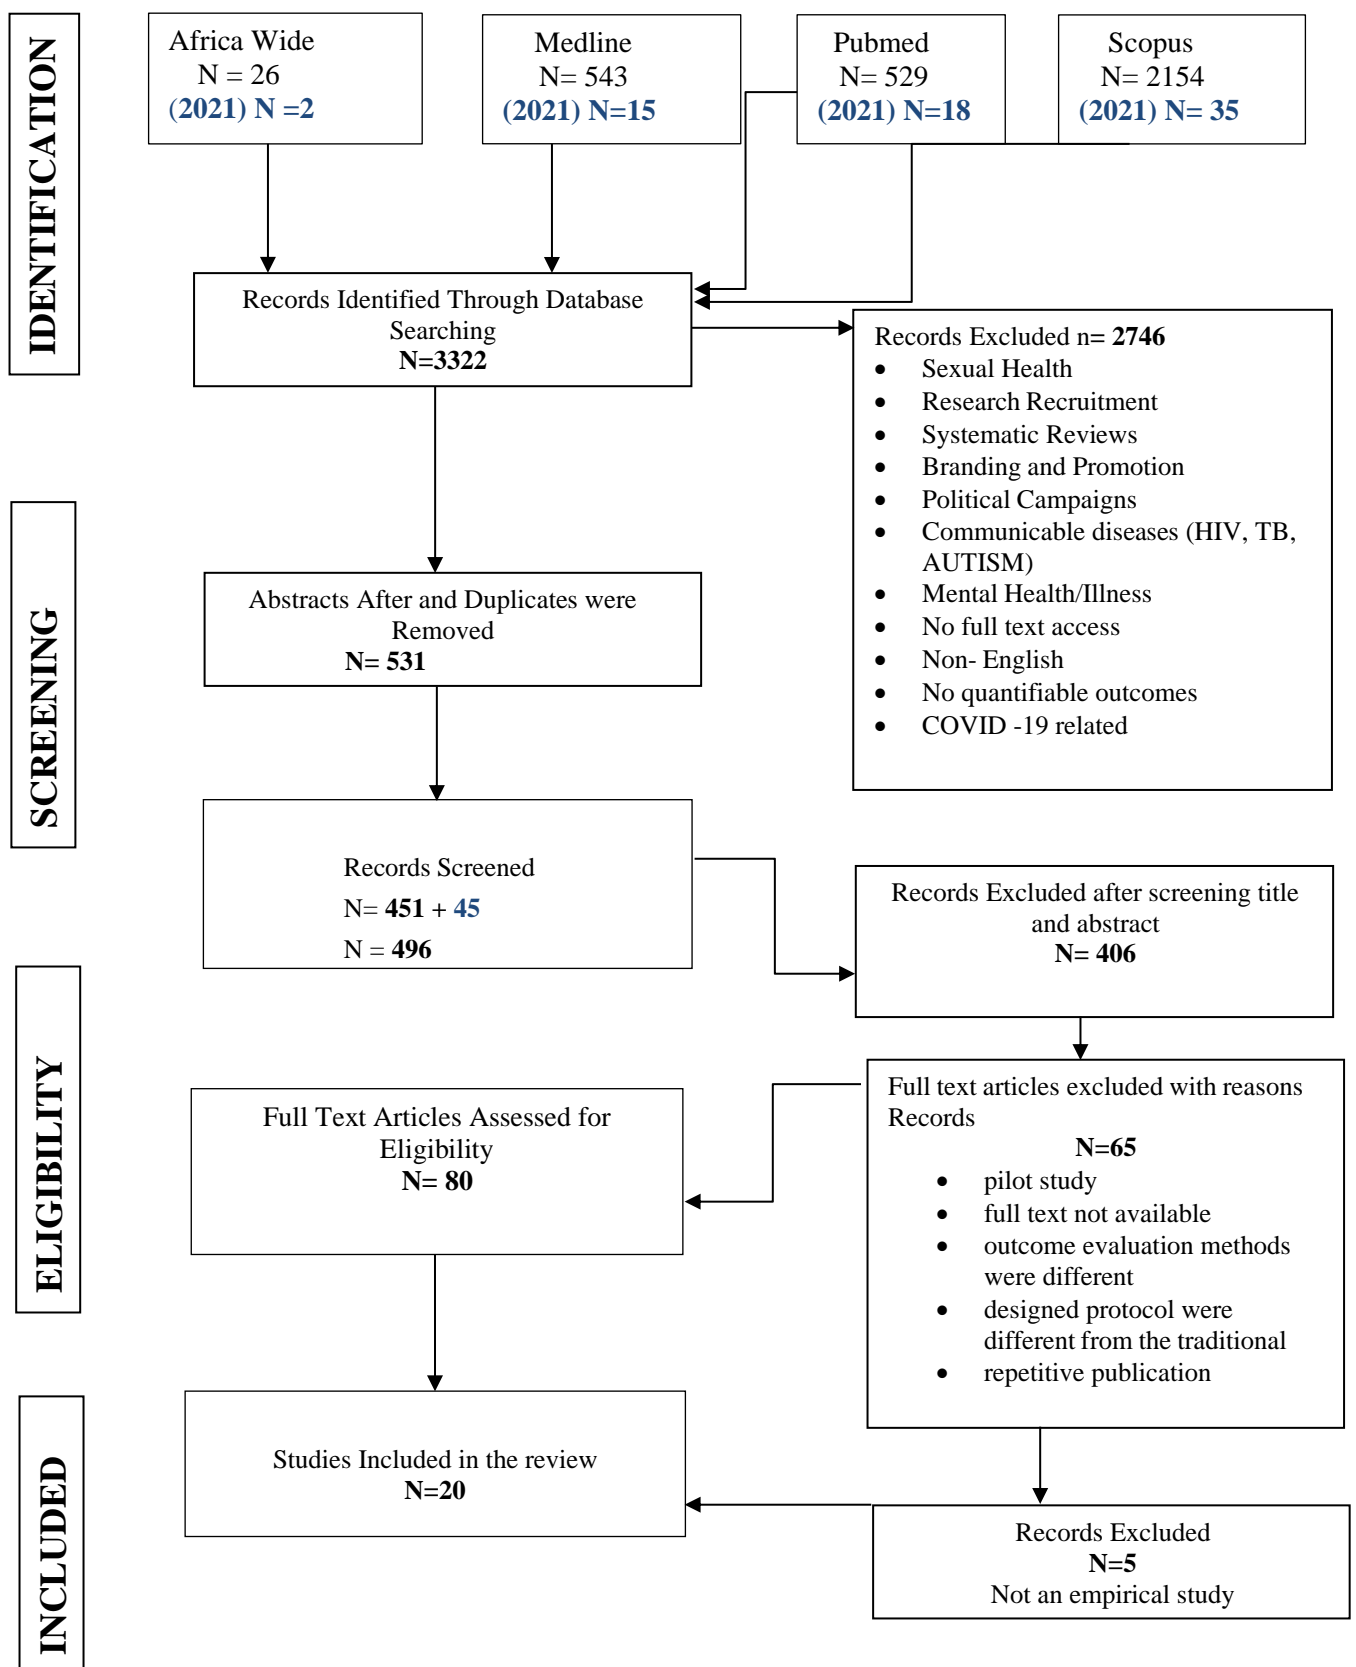 IDENTIFICATION
Africa Wide
N = 26
(2021) N =2
Medline
N= 543
(2021) N=15
Pubmed
N= 529
(2021) N=18
Scopus
N= 2154
(2021) N= 35
Records Identified Through Database
Searching
N=3322
Records Excluded n= 2746
• Sexual Health
• Research Recruitment
• Systematic Reviews
• Branding and Promotion
• Political Campaigns
• Communicable diseases (HIV, TB,
AUTISM)
• Mental Health/Illness
• No full text access
• Non- English
• No quantifiable outcomes
• COVID -19 related
SCREENING
Abstracts After and Duplicates were
Removed
N= 531
Records Screened
N= 451 + 45
N = 496
Records Excluded after screening title
and abstract
N= 406
ELIGIBILITY
Full Text Articles Assessed for
Eligibility
N= 80
Full text articles excluded with reasons
Records
N=65
• pilot study
• full text not available
• outcome evaluation methods
were different
• designed protocol were
different from the traditional
• repetitive publication
INCLUDED
Studies Included in the review
N=20
Records Excluded
N=5
Not an empirical study